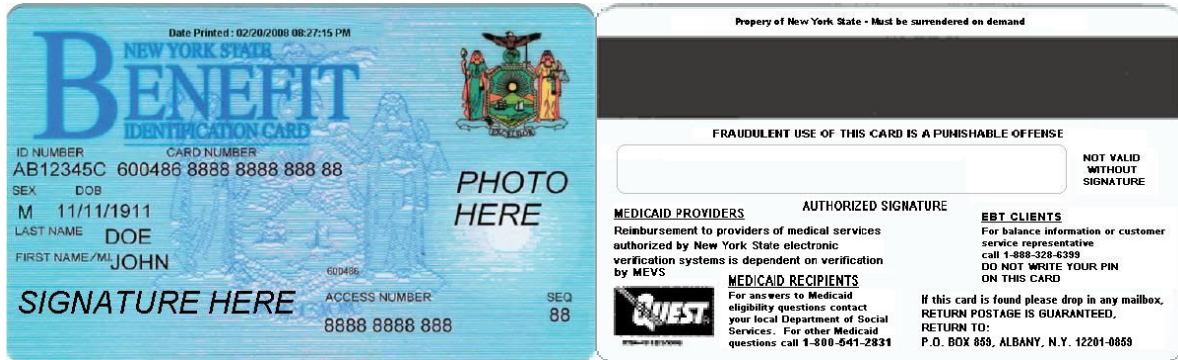 Date Printed : 02/20/2008 08:27:15 PM
NEW YORK STATE
BENEFIT
IDENTIFICATION CARD
ID NUMBER CARD NUMBER
AB12345C 600486 8888 8888 888 88
SEX DOB
M 11/11/1911
LAST NAME DOE
FIRST NAME/M.I. JOHN
PHOTO
HERE
600486
SIGNATURE HERE
ACCESS NUMBER SEQ
8888 8888 888 88
EXCELSIOR
Propery of New York State - Must be surrendered on demand
FRAUDULENT USE OF THIS CARD IS A PUNISHABLE OFFENSE
NOT VALID
WITHOUT
SIGNATURE
AUTHORIZED SIGNATURE
MEDICAID PROVIDERS
Reimbursement to providers of medical services
authorized by New York State electronic
verification systems is dependent on verification
by MEVS
MEDICAID RECIPIENTS
For answers to Medicaid
eligibility questions contact
your local Department of Social
Services. For other Medicaid
questions call 1-800-541-2831
QUEST
EBT CLIENTS
For balance information or customer
service representative
call 1-888-328-6399
DO NOT WRITE YOUR PIN
ON THIS CARD
If this card is found please drop in any mailbox,
RETURN POSTAGE IS GUARANTEED,
RETURN TO:
P.O. BOX 859, ALBANY, N.Y. 12201-0859